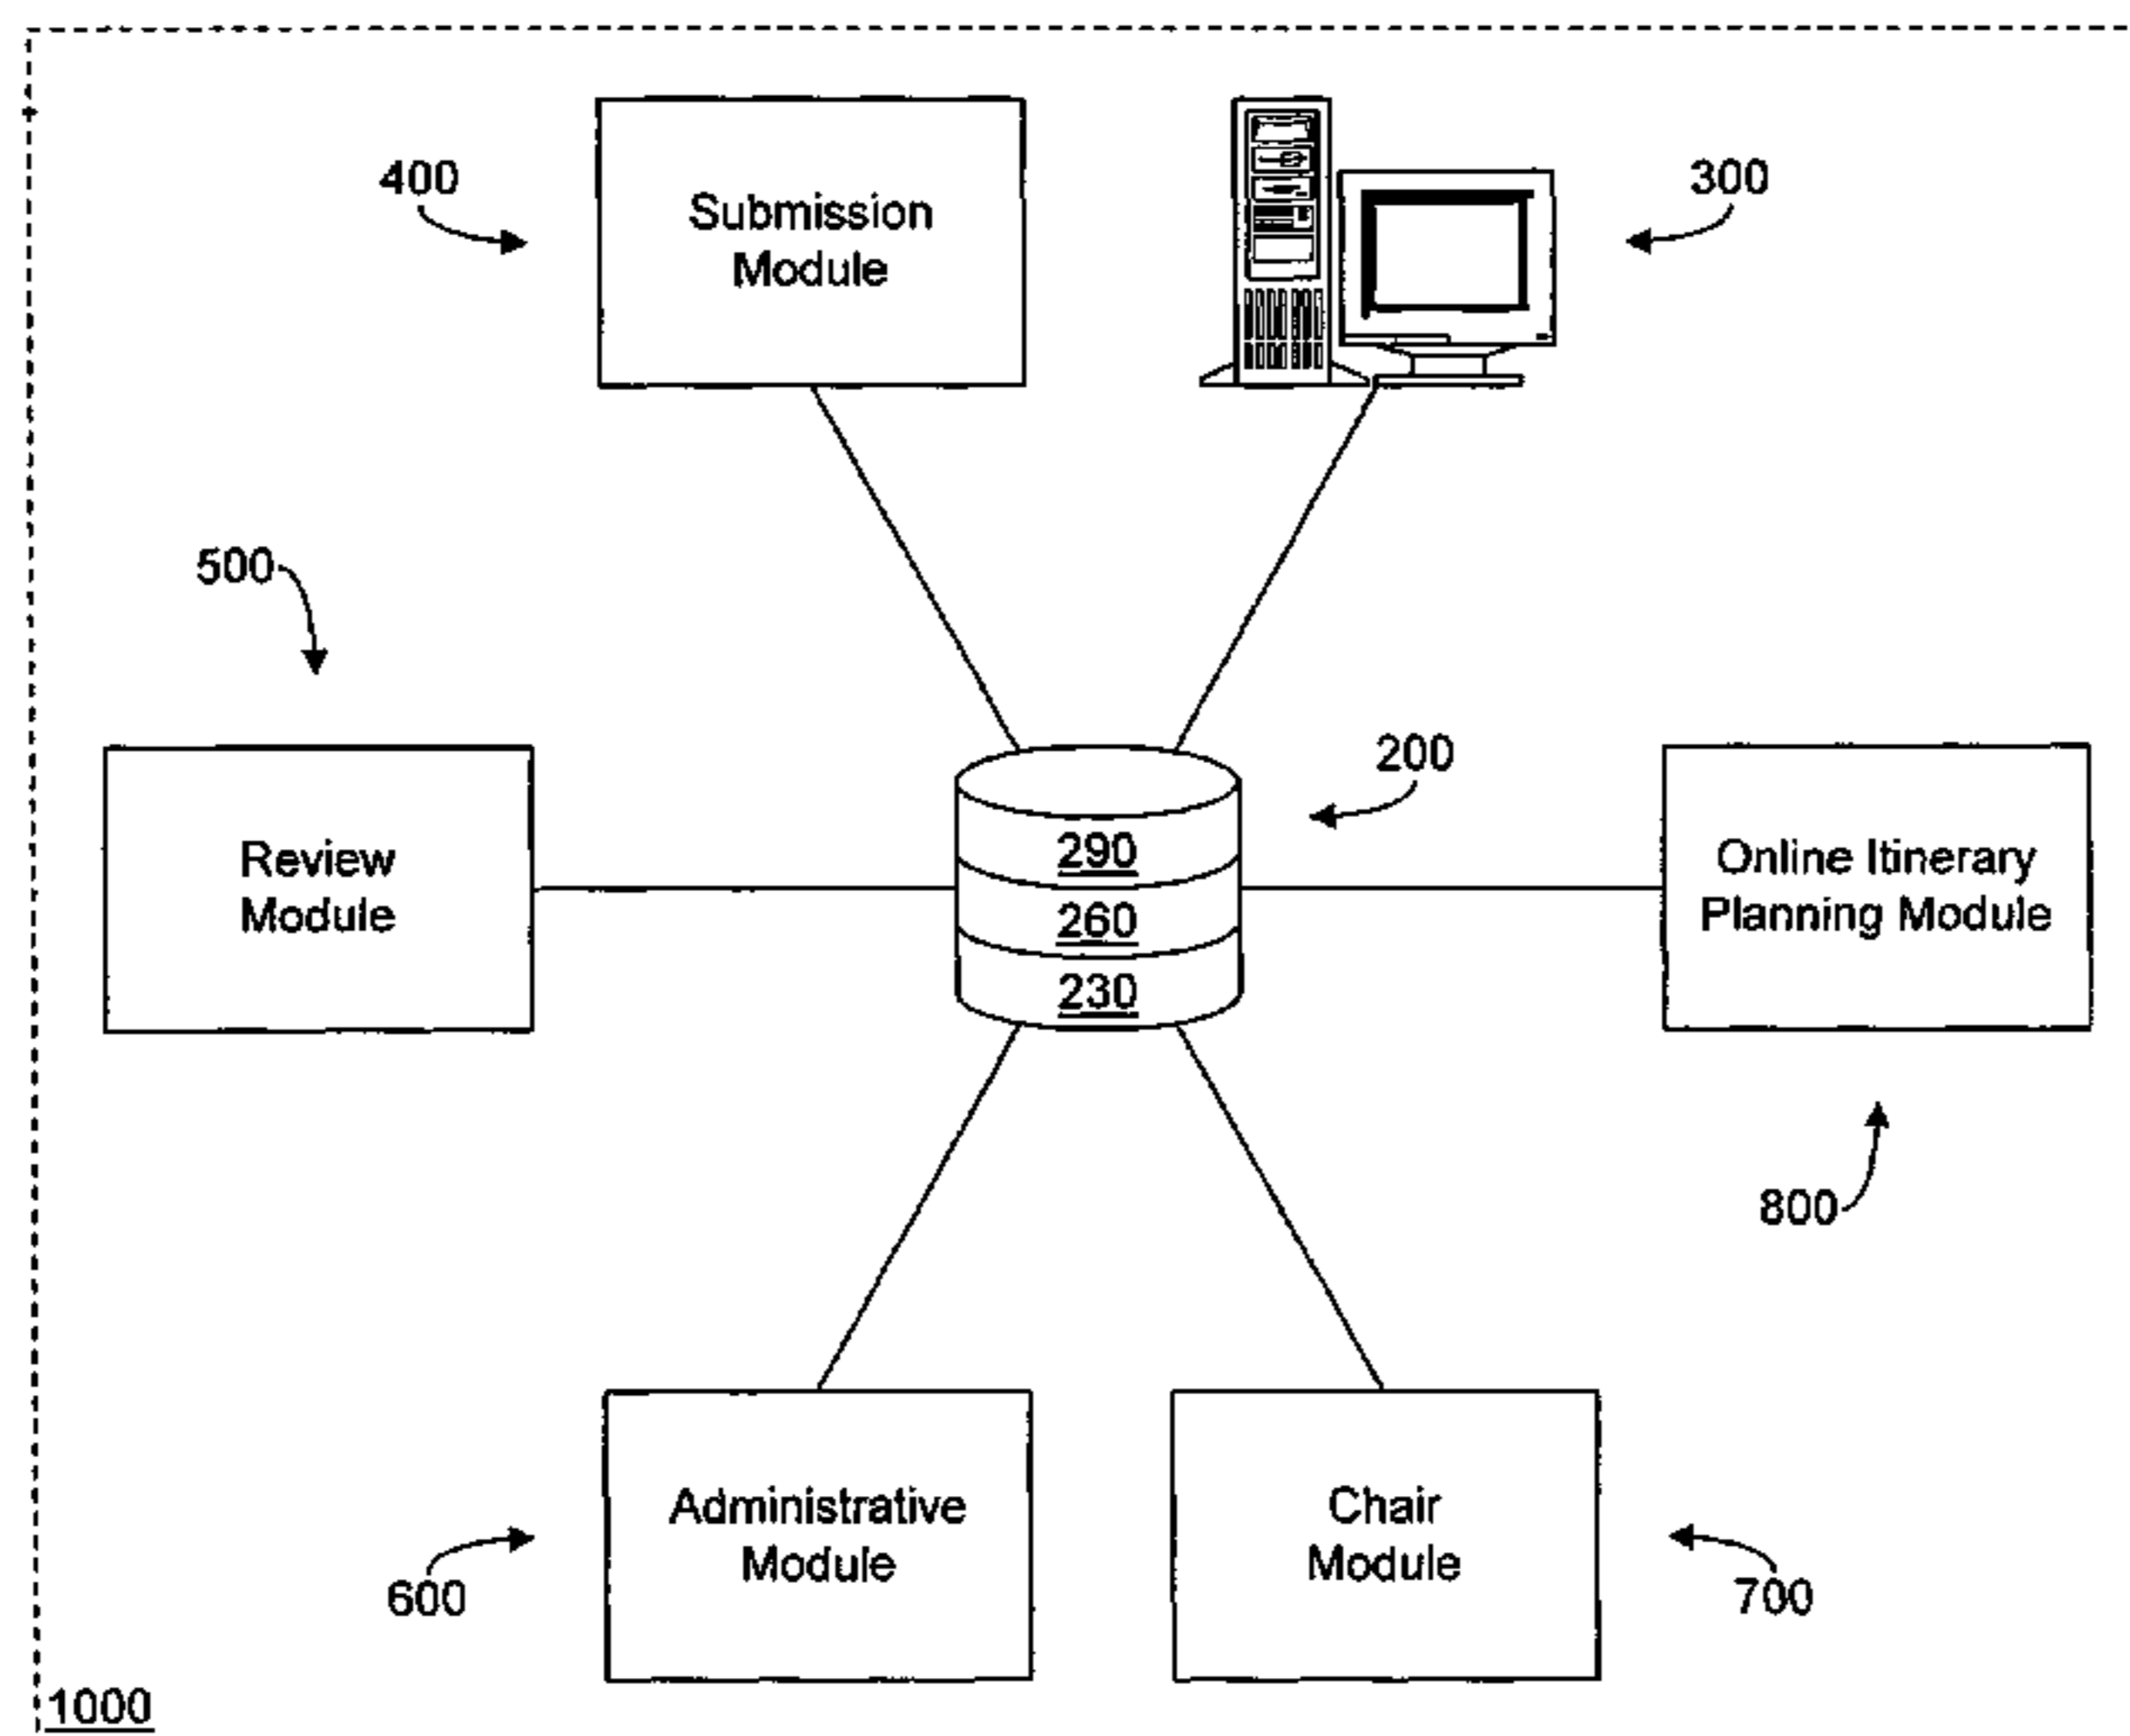 400
Submission
Module
300
500
200
Review
Module
290
260
230
Online Itinerary
Planning Module
800
Administrative
Module
Chair
Module
600
700
1000